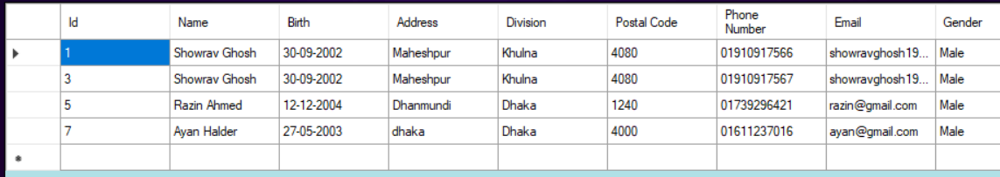 Id Name Birth Address Division Postal Code Phone Number Email Gender
1 Showrav Ghosh 30-09-2002 Maheshpur Khulna 4080 01910917566 showravghosh19... Male
3 Showrav Ghosh 30-09-2002 Maheshpur Khulna 4080 01910917567 showravghosh19... Male
5 Razin Ahmed 12-12-2004 Dhanmundi Dhaka 1240 01739296421 razin@gmail.com Male
7 Ayan Halder 27-05-2003 dhaka Dhaka 4000 01611237016 ayan@gmail.com Male